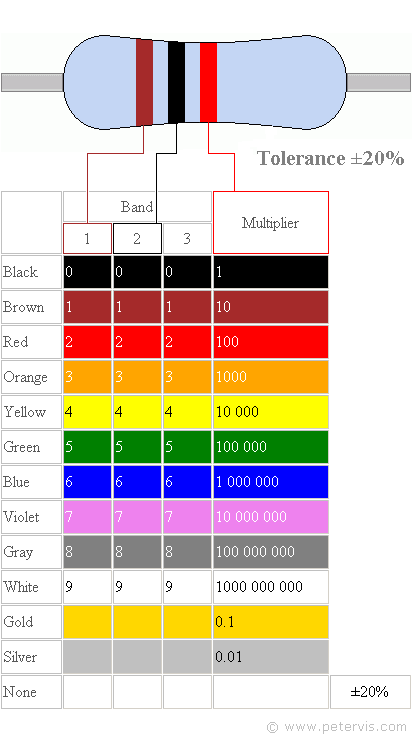 Tolerance ±20%
Band
Multiplier
1 2 3
Black 0 0 0 1
Brown 1 1 1 10
Red 2 2 2 100
Orange 3 3 3 1000
Yellow 4 4 4 10 000
Green 5 5 5 100 000
Blue 6 6 6 1 000 000
Violet 7 7 7 10 000 000
Gray 8 8 8 100 000 000
White 9 9 9 1000 000 000
Gold 0.1
Silver 0.01
None ±20%
© www.petervis.com